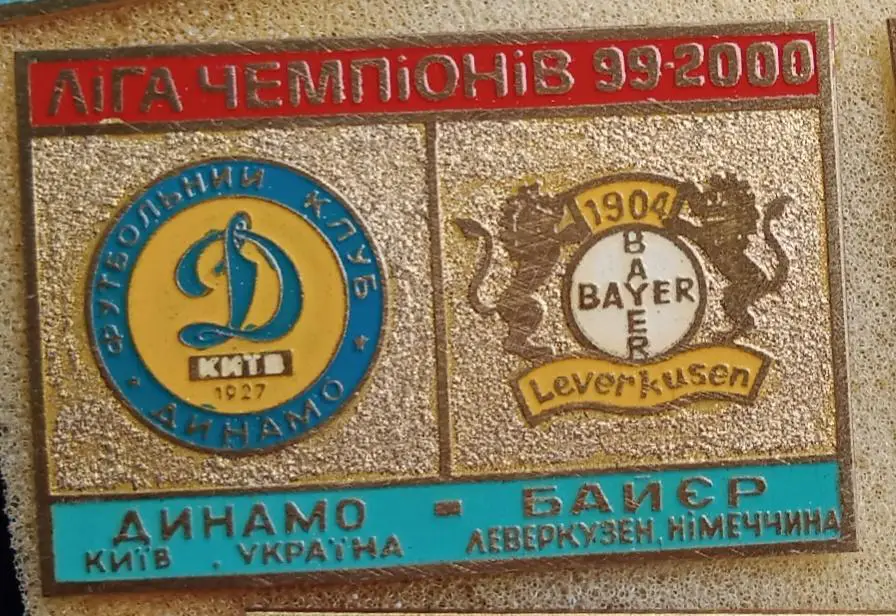 ЛіГА ЧЕМПіОНіВ 99-2000
ФУТБОЛЬНИЙ КЛУБ
ДИНАМО
КИЇВ
1927
1904
BAYER
BAYER
Leverkusen
ДИНАМО - БАЙЄР
КИЇВ. УКРАЇНА ЛЕВЕРКУЗЕН, НіМЕЧЧИНА